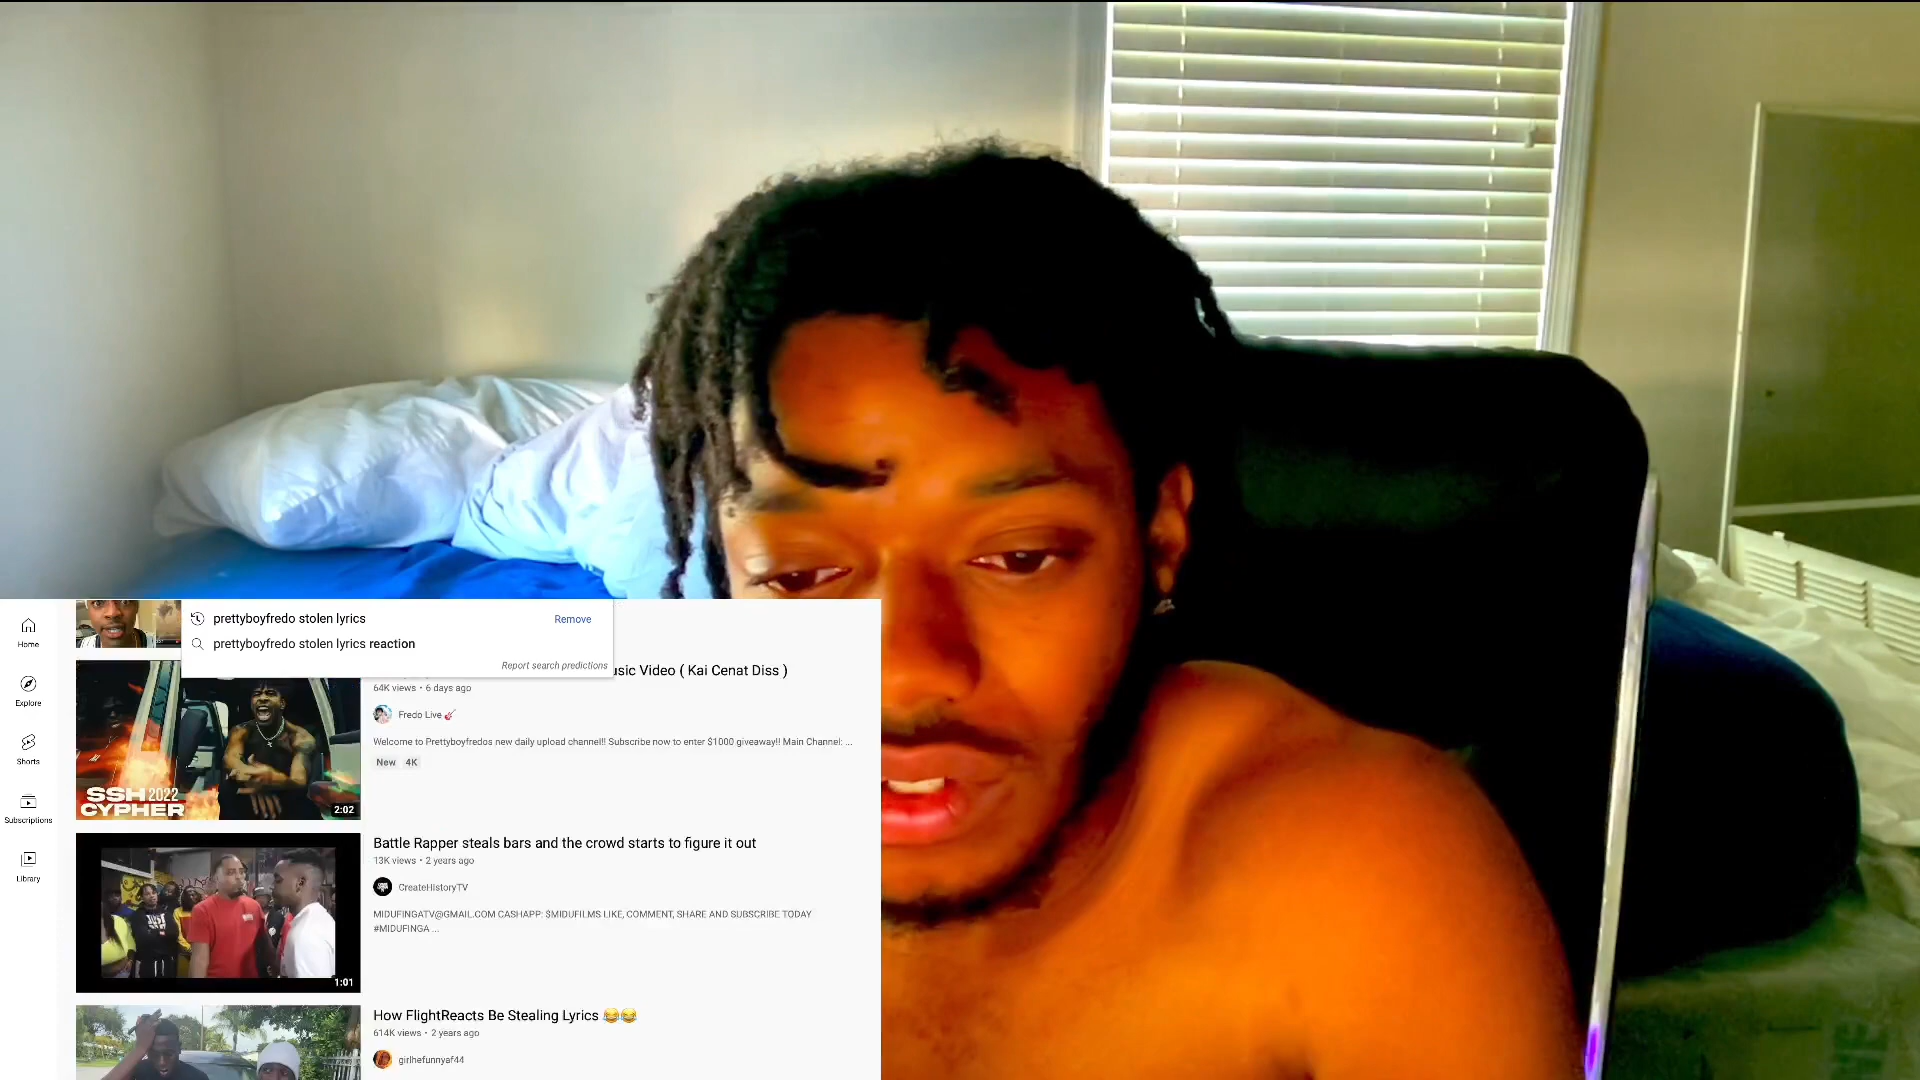 prettyboyfredo stolen lyrics
Remove
prettyboyfredo stolen lyrics reaction
Report search predictions
Home
Explore
Shorts
Subscriptions
Library
usic Video ( Kai Cenat Diss )
64K views • 6 days ago
Fredo Live 🎸
Welcome to Prettyboyfredos new daily upload channel!! Subscribe now to enter $1000 giveaway!! Main Channel: ...
New 4K
SSH 2022
CYPHER
2:02
Battle Rapper steals bars and the crowd starts to figure it out
13K views • 2 years ago
CreateHIstoryTV
MIDUFINGATV@GMAIL.COM CASHAPP: $MIDUFILMS LIKE, COMMENT, SHARE AND SUBSCRIBE TODAY
#MIDUFINGA ...
1:01
How FlightReacts Be Stealing Lyrics 😂😂
614K views • 2 years ago
girlhefunnyaf44